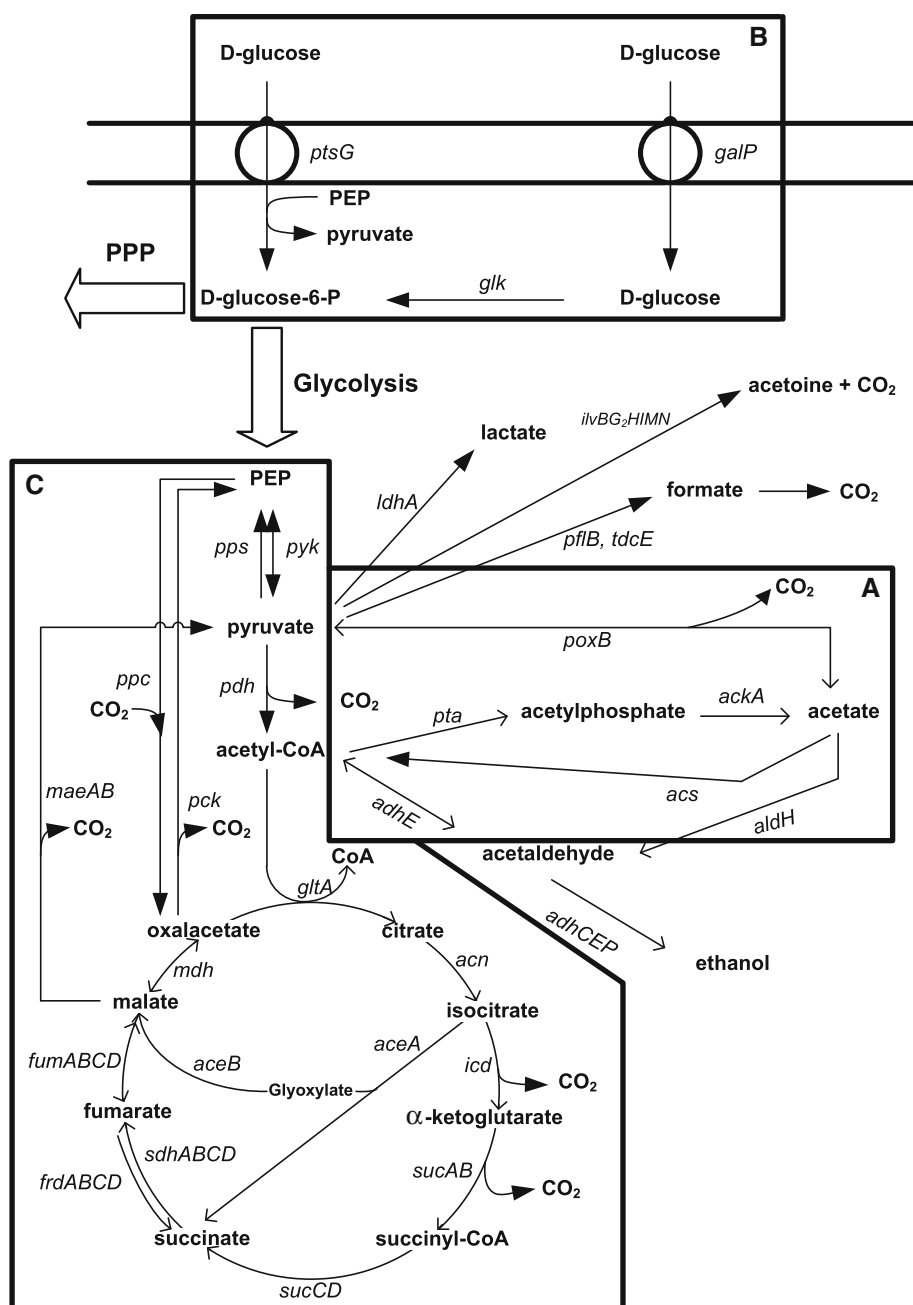 B
D-glucose
D-glucose
ptsG
galP
PEP
pyruvate
PPP
D-glucose-6-P
glk
D-glucose
Glycolysis
acetoine + CO₂
ilvBG₂HIMN
lactate
C
PEP
ldhA
formate
CO₂
pps
pyk
pflB, tdcE
A
CO₂
pyruvate
poxB
ppc
pdh
CO₂
CO₂
pta
acetylphosphate
ackA
acetate
acetyl-CoA
maeAB
pck
adhE
acs
aldH
CO₂
CO₂
CoA
acetaldehyde
gltA
oxalacetate
citrate
adhCEP
mdh
acn
ethanol
malate
isocitrate
fumABCD
aceB
aceA
icd
Glyoxylate
CO₂
fumarate
α-ketoglutarate
sdhABCD
sucAB
frdABCD
CO₂
succinate
succinyl-CoA
sucCD